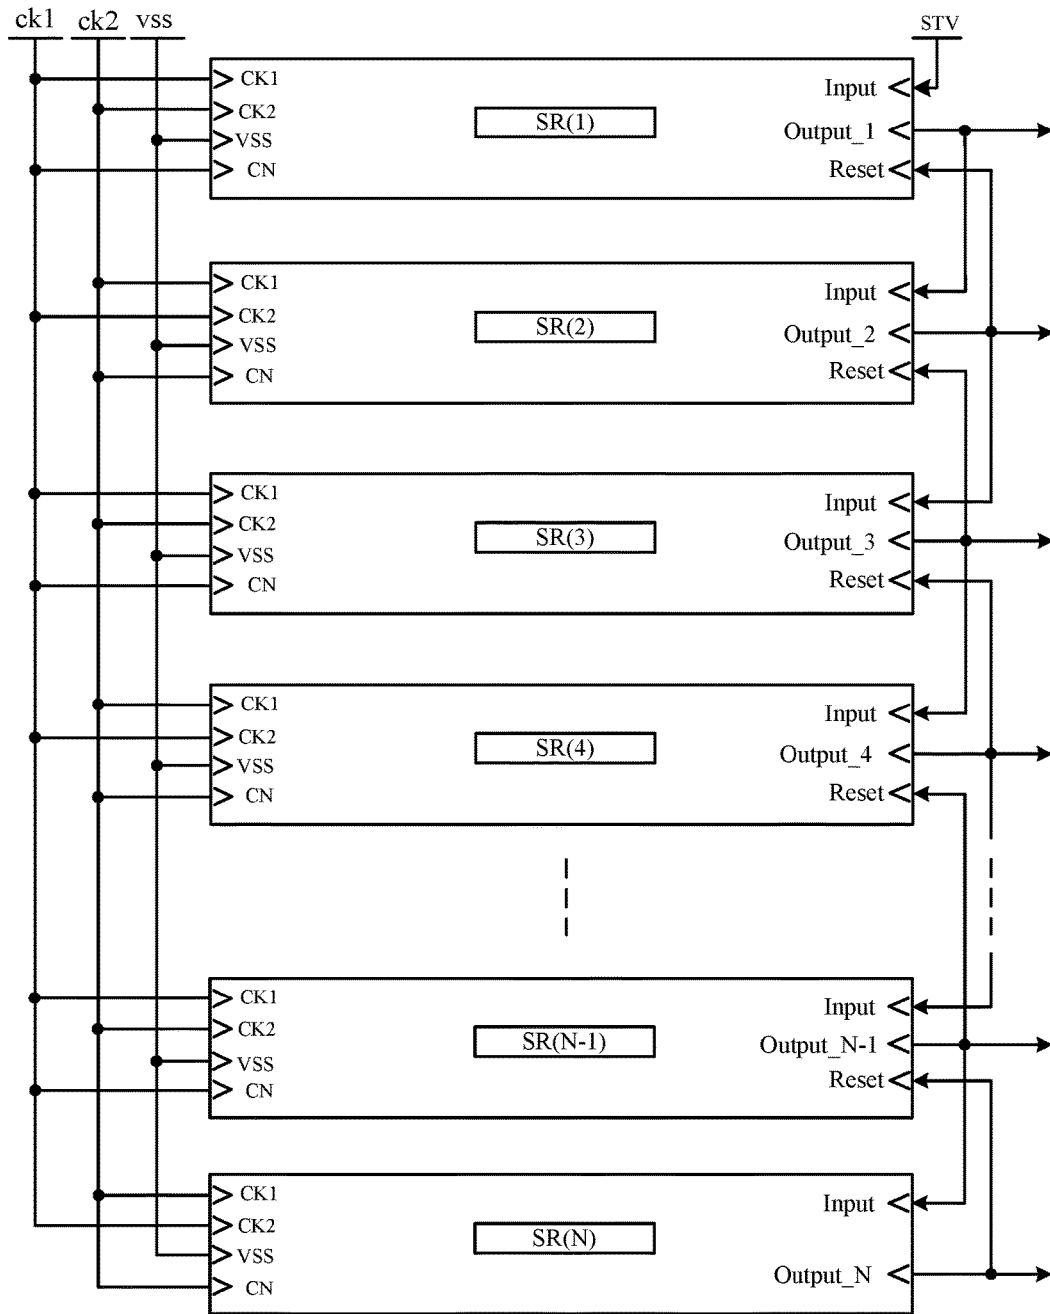 ck1 ck2 vss STV
CK1
CK2
VSS
CN
SR(1)
Input
Output_1
Reset
CK1
CK2
VSS
CN
SR(2)
Input
Output_2
Reset
CK1
CK2
VSS
CN
SR(3)
Input
Output_3
Reset
CK1
CK2
VSS
CN
SR(4)
Input
Output_4
Reset
CK1
CK2
VSS
CN
SR(N-1)
Input
Output_N-1
Reset
CK1
CK2
VSS
CN
SR(N)
Input
Output_N